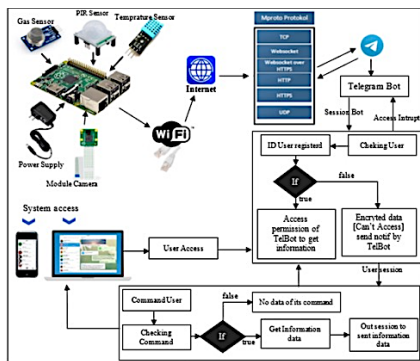 Gas Sensor
PIR Sensor
Temprature Sensor
Power Supply
Module Camera
WiFi
Internet
Mproto Protokol
TCP
Websocket
Websocket over
HTTPS
HTTP
HTTPS
UDP
Telegram Bot
Session Bot
Access Intrupt
ID User registerd
Cheking User
If
false
true
Access
permission of
TelBot to get
information
Encryted data
[Can't Access]
send notif by
TelBot
System access
User Access
User session
Command User
false
No data of its command
Checking
Command
If
true
Get Information
data
Out session to
sent information
data